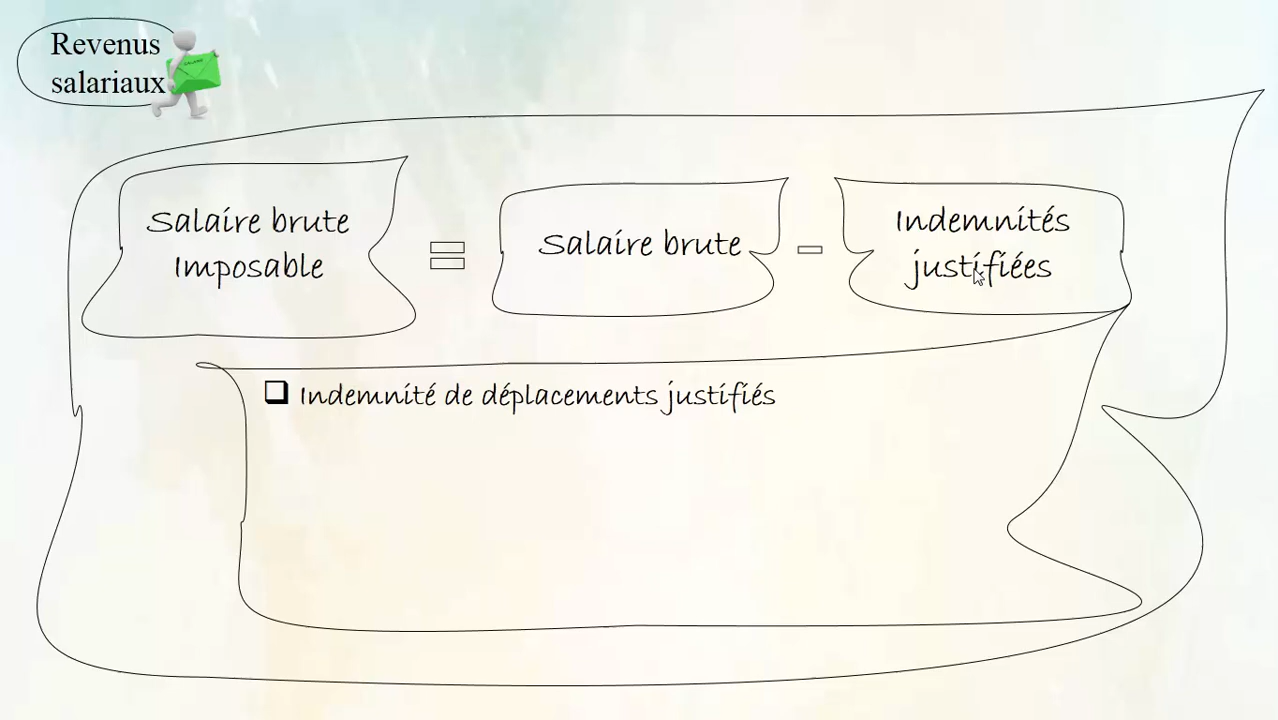 Revenus
salariaux
Salaire brute
Imposable
=
Salaire brute
-
Indemnités
justifiées
❑ Indemnité de déplacements justifiés